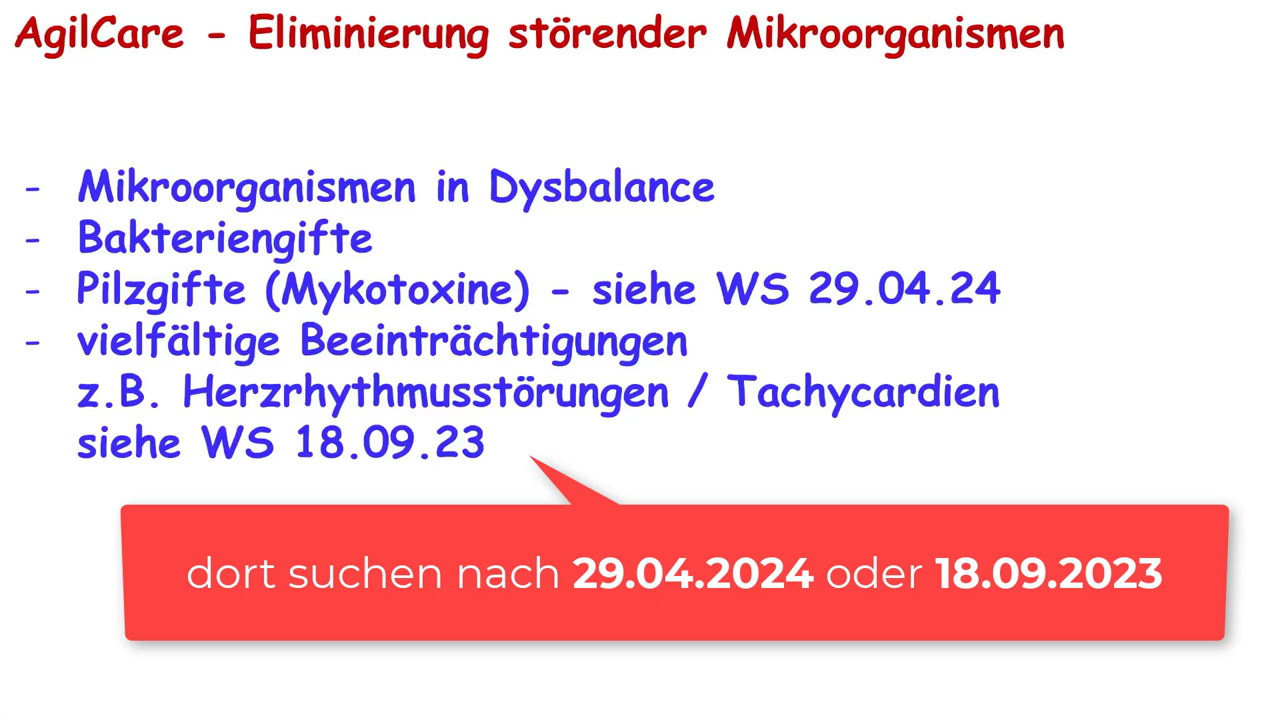 AgilCare - Eliminierung störender Mikroorganismen
- Mikroorganismen in Dysbalance
- Bakteriengifte
- Pilzgifte (Mykotoxine) - siehe WS 29.04.24
- vielfältige Beeinträchtigungen
z.B. Herzrhythmusstörungen / Tachycardien
siehe WS 18.09.23
dort suchen nach 29.04.2024 oder 18.09.2023